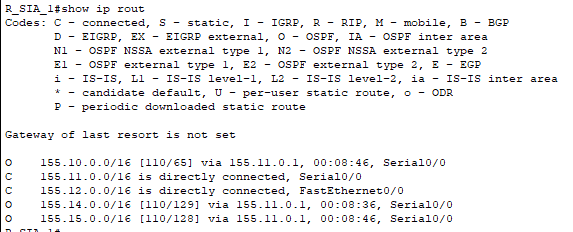 R_SIA_1#show ip rout
Codes: C - connected, S - static, I - IGRP, R - RIP, M - mobile, B - BGP
D - EIGRP, EX - EIGRP external, O - OSPF, IA - OSPF inter area
N1 - OSPF NSSA external type 1, N2 - OSPF NSSA external type 2
E1 - OSPF external type 1, E2 - OSPF external type 2, E - EGP
i - IS-IS, L1 - IS-IS level-1, L2 - IS-IS level-2, ia - IS-IS inter area
* - candidate default, U - per-user static route, o - ODR
P - periodic downloaded static route
Gateway of last resort is not set
O 155.10.0.0/16 [110/65] via 155.11.0.1, 00:08:46, Serial0/0
C 155.11.0.0/16 is directly connected, Serial0/0
C 155.12.0.0/16 is directly connected, FastEthernet0/0
O 155.14.0.0/16 [110/129] via 155.11.0.1, 00:08:36, Serial0/0
O 155.15.0.0/16 [110/128] via 155.11.0.1, 00:08:46, Serial0/0
R_SIA_1#